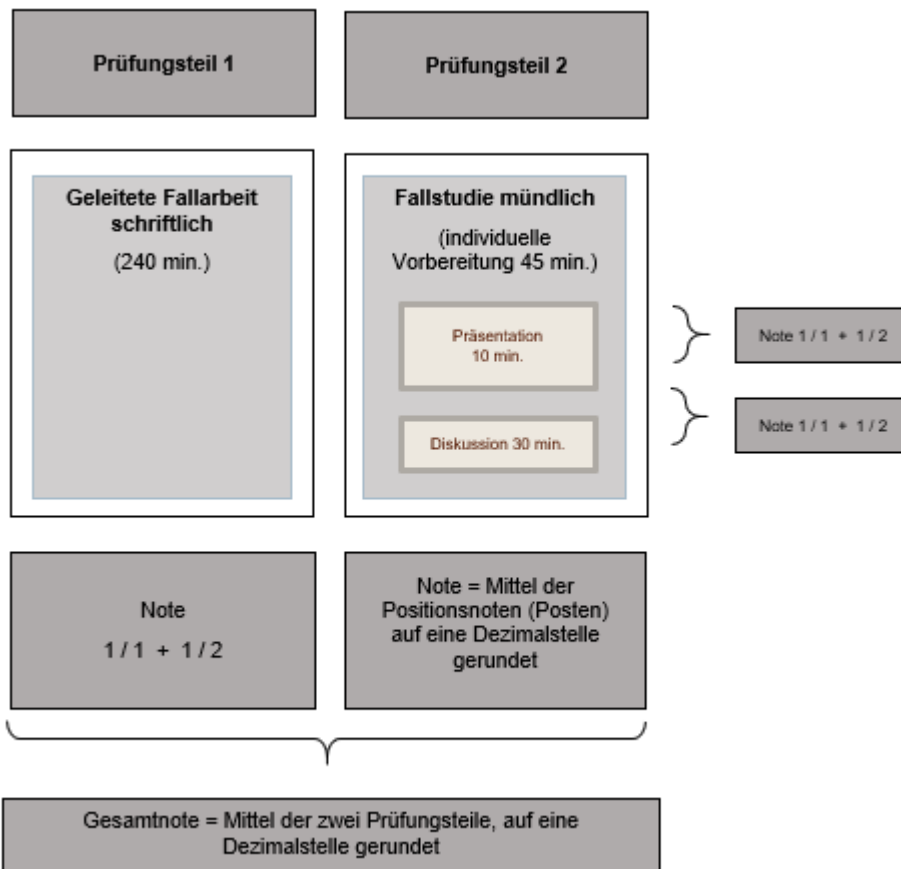 Prüfungsteil 1
Prüfungsteil 2
Geleitete Fallarbeit
schriftlich
(240 min.)
Fallstudie mündlich
(individuelle
Vorbereitung 45 min.)
Präsentation
10 min.
Note 1 / 1 + 1 / 2
Diskussion 30 min.
Note 1 / 1 + 1 / 2
Note
1 / 1 + 1 / 2
Note = Mittel der
Positionsnoten (Posten)
auf eine Dezimalstelle
gerundet
Gesamtnote = Mittel der zwei Prüfungsteile, auf eine
Dezimalstelle gerundet